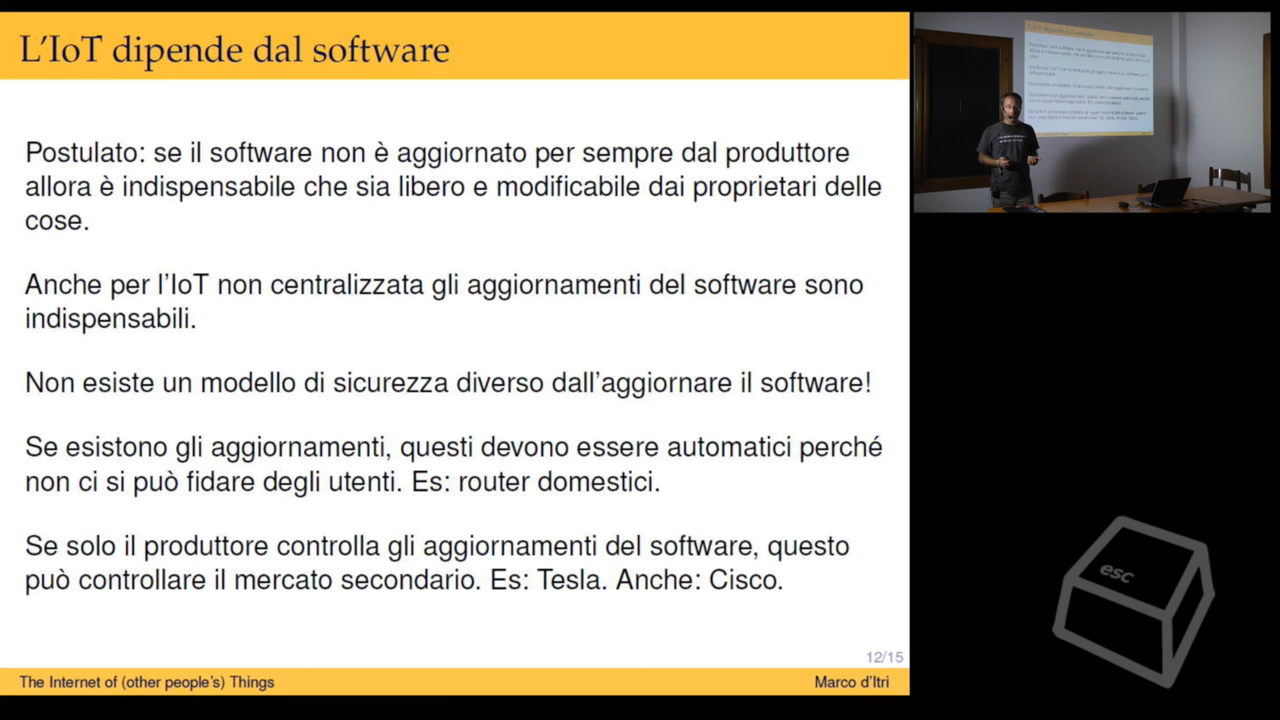 L'IoT dipende dal software
Postulato: se il software non è aggiornato per sempre dal produttore
allora è indispensabile che sia libero e modificabile dai proprietari delle
cose.
Anche per l'IoT non centralizzata gli aggiornamenti del software sono
indispensabili.
Non esiste un modello di sicurezza diverso dall'aggiornare il software!
Se esistono gli aggiornamenti, questi devono essere automatici perché
non ci si può fidare degli utenti. Es: router domestici.
Se solo il produttore controlla gli aggiornamenti del software, questo
può controllare il mercato secondario. Es: Tesla. Anche: Cisco.
12/15
The Internet of (other people's) Things
Marco d'Itri
esc